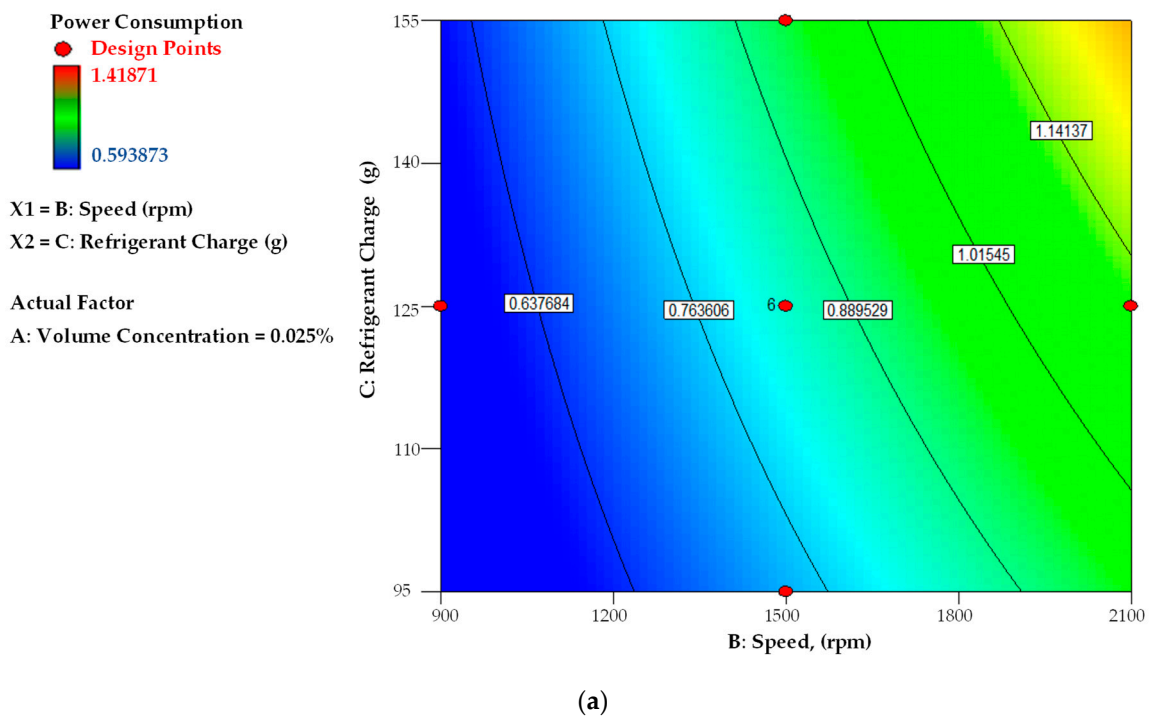 Power Consumption
Design Points
1.41871
0.593873
X1 = B: Speed (rpm)
X2 = C: Refrigerant Charge (g)
Actual Factor
A: Volume Concentration = 0.025%
C: Refrigerant Charge (g)
155
140
125
110
95
1.14137
1.01545
0.637684
0.763606
6
0.889529
900
1200
1500
1800
2100
B: Speed, (rpm)
(a)